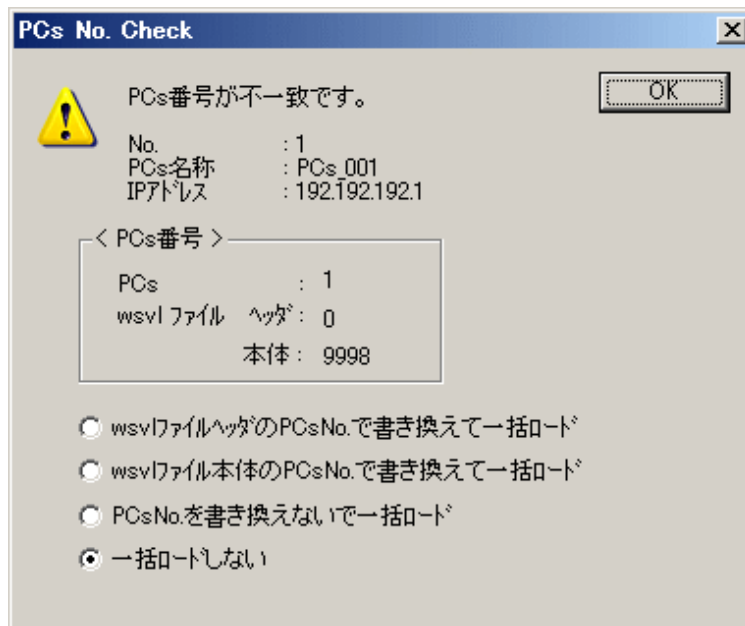 PCs No. Check
PCs番号が不一致です。
OK
No. : 1
PCs名称 : PCs_001
IPｱﾄﾞﾚｽ : 192.192.192.1
< PCs番号 >
PCs : 1
wsvl ﾌｧｲﾙ ﾍｯﾀﾞ : 0
本体 : 9998
wsvlﾌｧｲﾙﾍｯﾀﾞのPCsNo.で書き換えて一括ﾛｰﾄﾞ
wsvlﾌｧｲﾙ本体のPCsNo.で書き換えて一括ﾛｰﾄﾞ
PCsNo.を書き換えないで一括ﾛｰﾄﾞ
一括ﾛｰﾄﾞしない